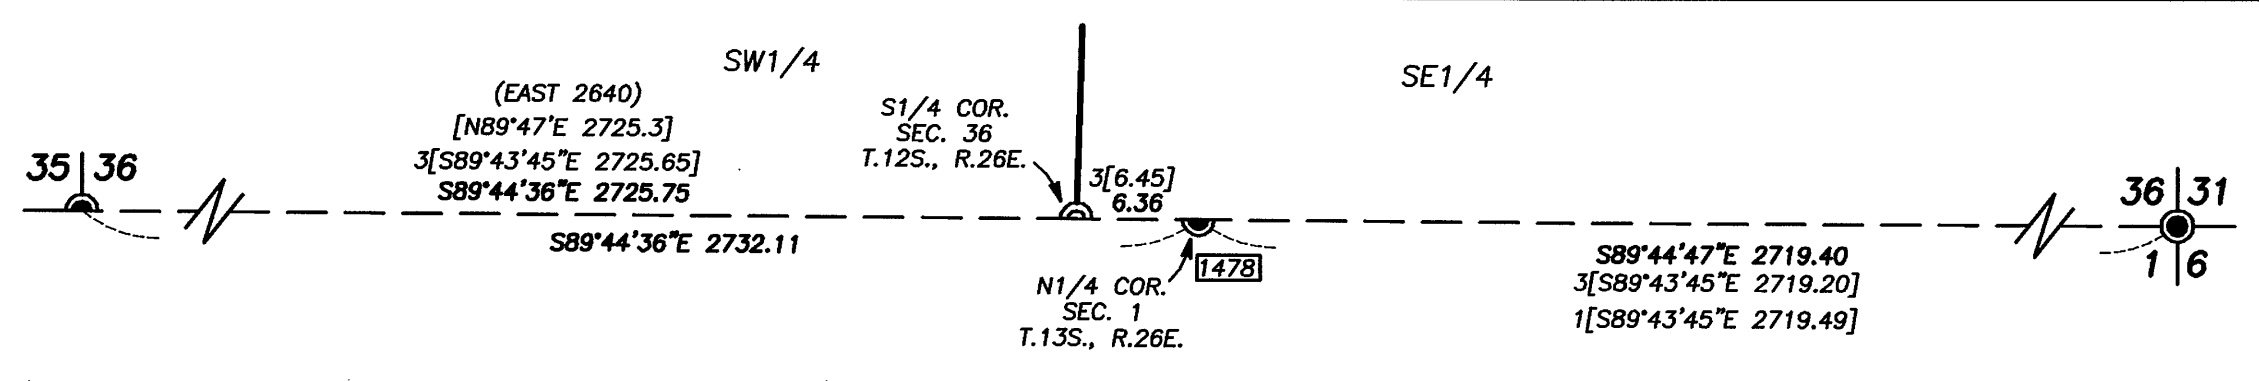 SW1/4
SE1/4
(EAST 2640)
[N89°47'E 2725.3]
3[S89°43'45"E 2725.65]
S89°44'36"E 2725.75
S89°44'36"E 2732.11
35 36
S1/4 COR.
SEC. 36
T.12S., R.26E.
3[6.45]
6.36
N1/4 COR.
SEC. 1
T.13S., R.26E.
1478
S89°44'47"E 2719.40
3[S89°43'45"E 2719.20]
1[S89°43'45"E 2719.49]
36 31
1 6